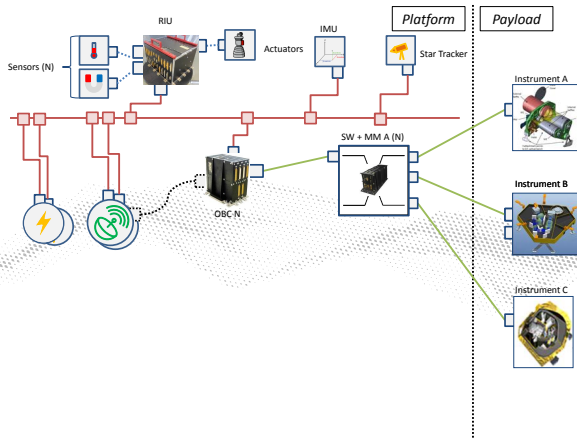 RIU
IMU
Platform
Payload
Sensors (N)
Actuators
Star Tracker
Instrument A
SW + MM A (N)
Instrument B
OBC N
Instrument C